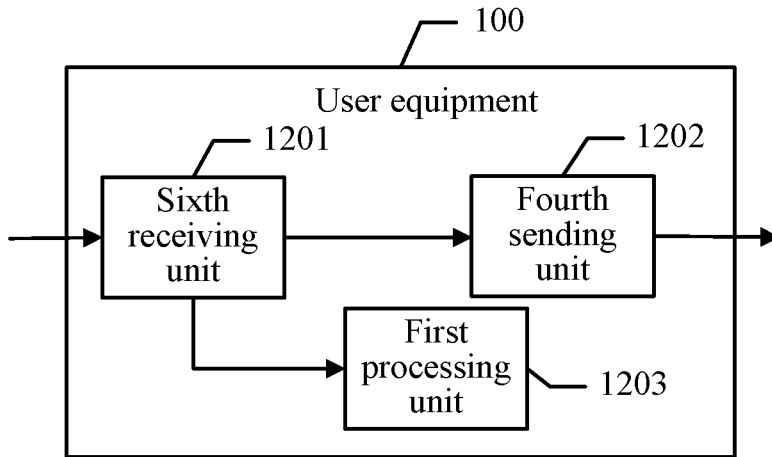 100
User equipment
1201
1202
Sixth
receiving
unit
Fourth
sending
unit
First
processing
unit
1203